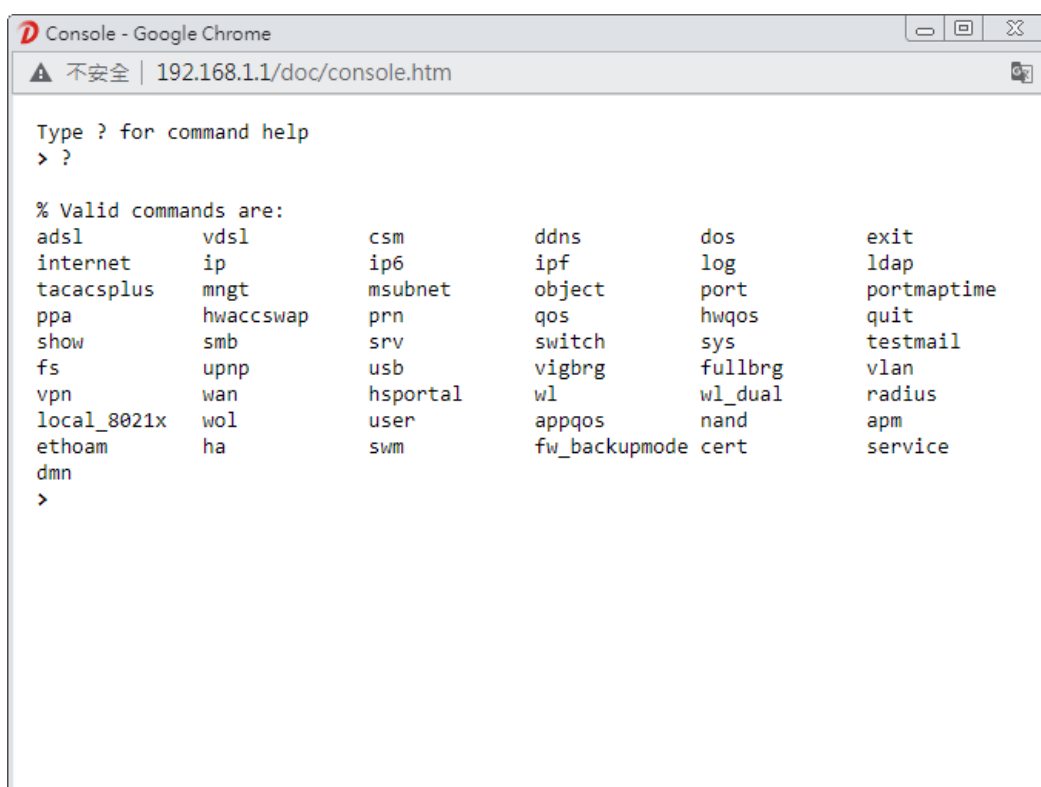 Console - Google Chrome
不安全 | 192.168.1.1/doc/console.htm
Type ? for command help
> ?
% Valid commands are:
adsl vdsl csm ddns dos exit
internet ip ip6 ipf log ldap
tacacsplus mngt msubnet object port portmaptime
ppa hwaccswap prn qos hwqos quit
show smb srv switch sys testmail
fs upnp usb vigbrg fullbrg vlan
vpn wan hsportal wl wl_dual radius
local_8021x wol user appqos nand apm
ethoam ha swm fw_backupmode cert service
dmn
>